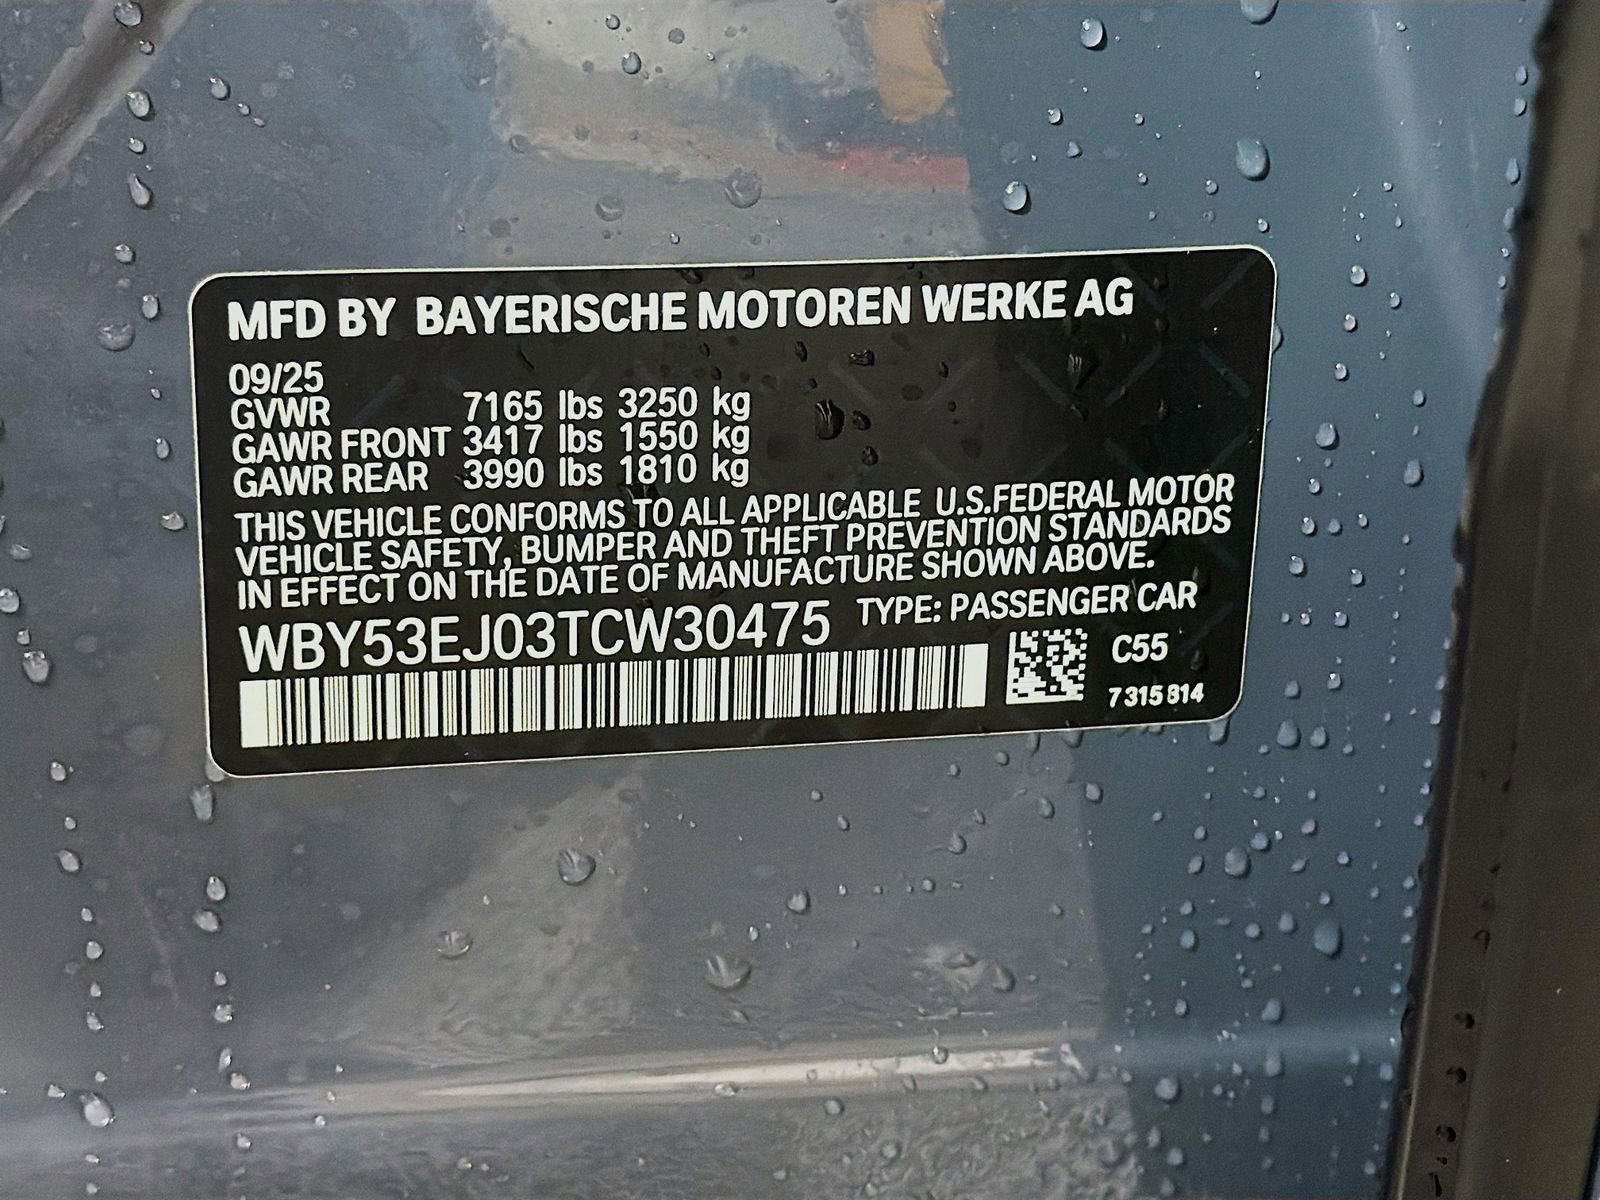 MFD BY BAYERISCHE MOTOREN WERKE AG
09/25
GVWR 7165 lbs 3250 kg
GAWR FRONT 3417 lbs 1550 kg
GAWR REAR 3990 lbs 1810 kg
THIS VEHICLE CONFORMS TO ALL APPLICABLE U.S.FEDERAL MOTOR
VEHICLE SAFETY, BUMPER AND THEFT PREVENTION STANDARDS
IN EFFECT ON THE DATE OF MANUFACTURE SHOWN ABOVE.
WBY53EJ03TCW30475 TYPE: PASSENGER CAR
C55
7 315 814